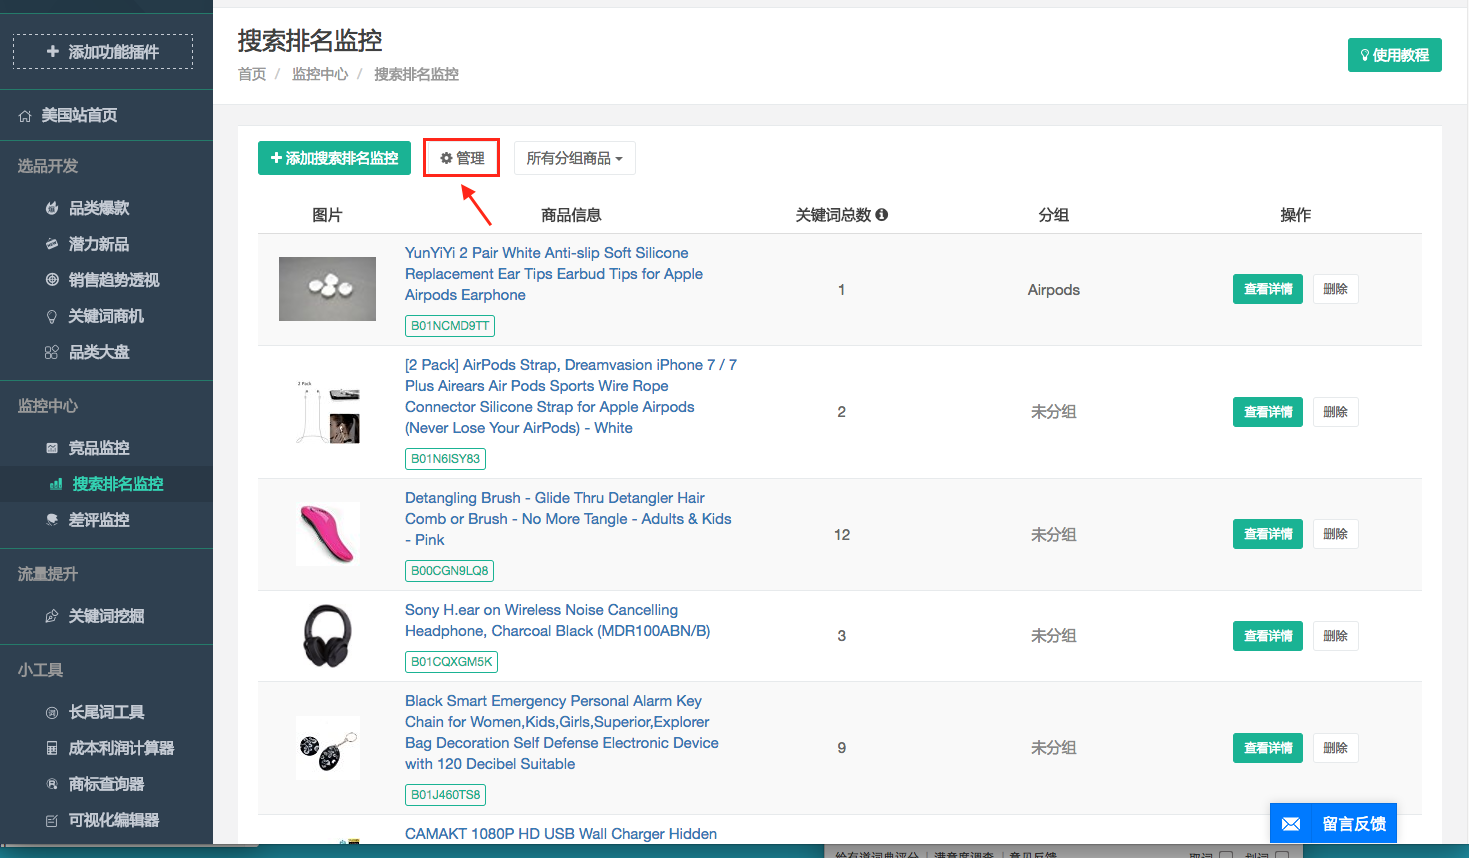 添加功能插件
美国站首页
选品开发
品类爆款
潜力新品
销售趋势透视
关键词商机
品类大盘
监控中心
竞品监控
搜索排名监控
差评监控
流量提升
关键词挖掘
小工具
长尾词工具
成本利润计算器
商标查询器
可视化编辑器
搜索排名监控
首页 / 监控中心 / 搜索排名监控
使用教程
添加搜索排名监控 管理 所有分组商品
图片 商品信息 关键词总数 分组 操作
YunYiYi 2 Pair White Anti-slip Soft Silicone
Replacement Ear Tips Earbud Tips for Apple
Airpods Earphone
B01NCMD9TT
1 Airpods 查看详情 删除
2 Pack
[2 Pack] AirPods Strap, Dreamvasion iPhone 7 / 7
Plus Airears Air Pods Sports Wire Rope
Connector Silicone Strap for Apple Airpods
(Never Lose Your AirPods) - White
B01N6ISY83
2 未分组 查看详情 删除
Detangling Brush - Glide Thru Detangler Hair
Comb or Brush - No More Tangle - Adults & Kids
- Pink
B00CGN9LQ8
12 未分组 查看详情 删除
Sony H.ear on Wireless Noise Cancelling
Headphone, Charcoal Black (MDR100ABN/B)
B01CQXGM5K
3 未分组 查看详情 删除
Black Smart Emergency Personal Alarm Key
Chain for Women,Kids,Girls,Superior,Explorer
Bag Decoration Self Defense Electronic Device
with 120 Decibel Suitable
B01J460TS8
9 未分组 查看详情 删除
CAMAKT 1080P HD USB Wall Charger Hidden
留言反馈